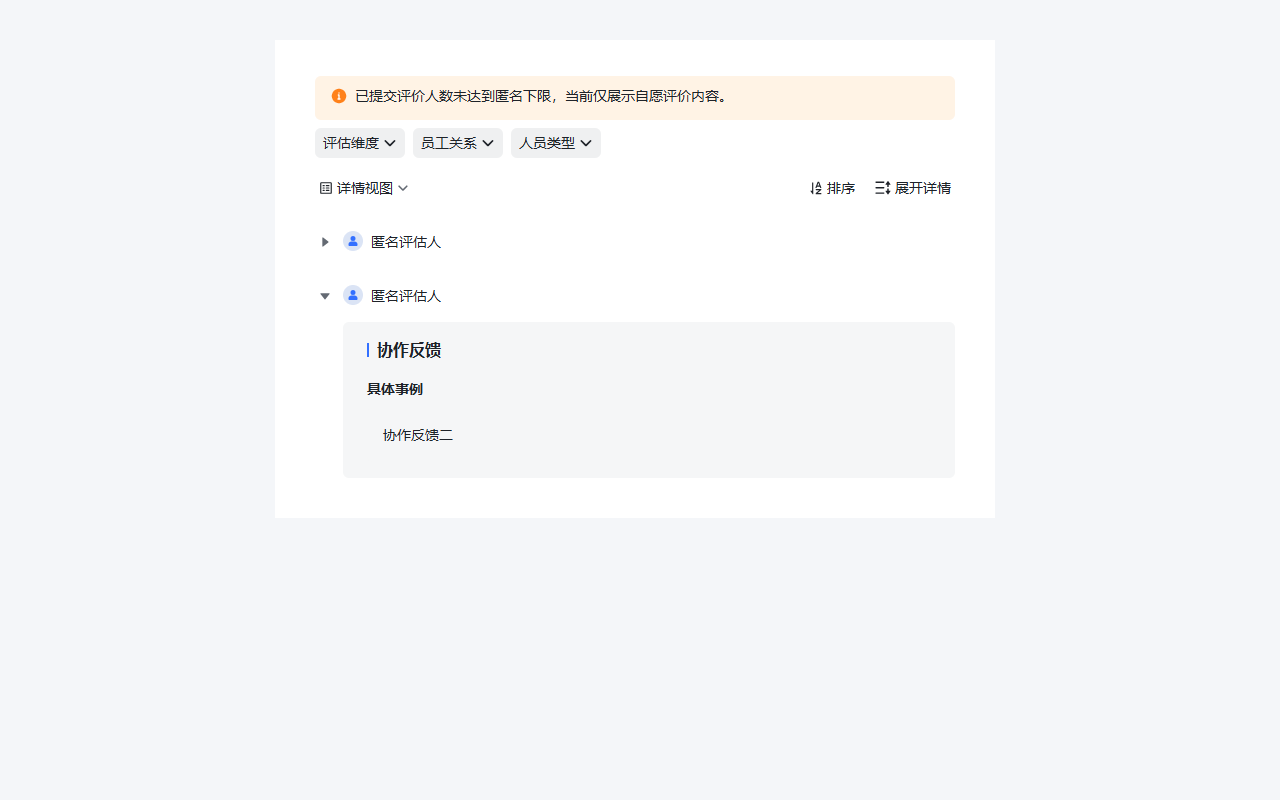 已提交评价人数未达到匿名下限，当前仅展示自愿评价内容。
评估维度 员工关系 人员类型
详情视图 排序 展开详情
匿名评估人
匿名评估人
协作反馈
具体事例
协作反馈二